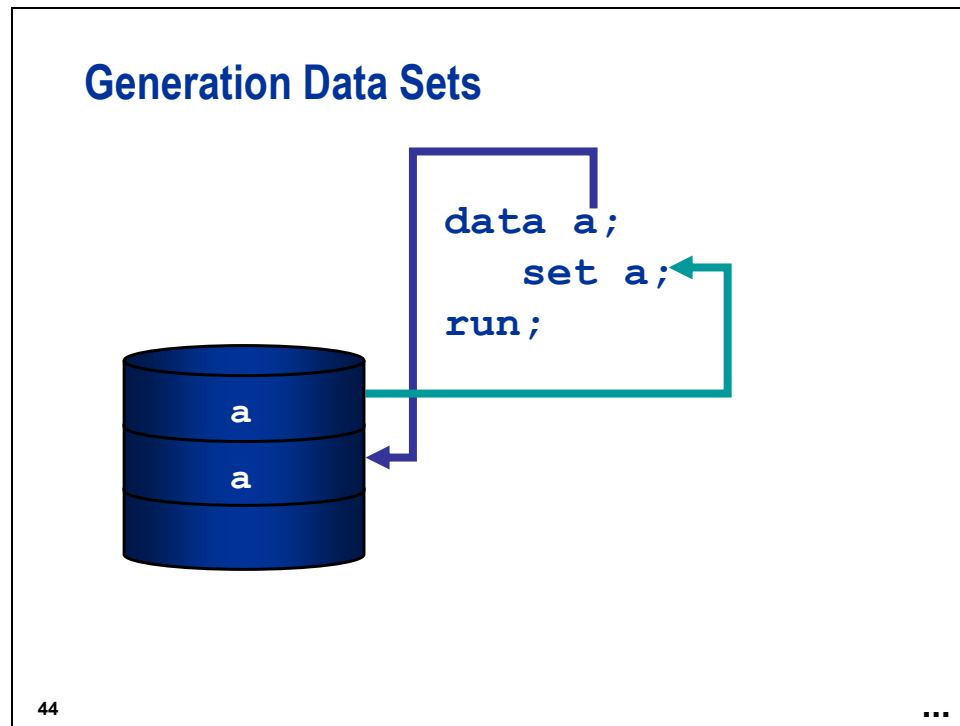 Generation Data Sets
data a;
set a;
run;
a
a
44
...